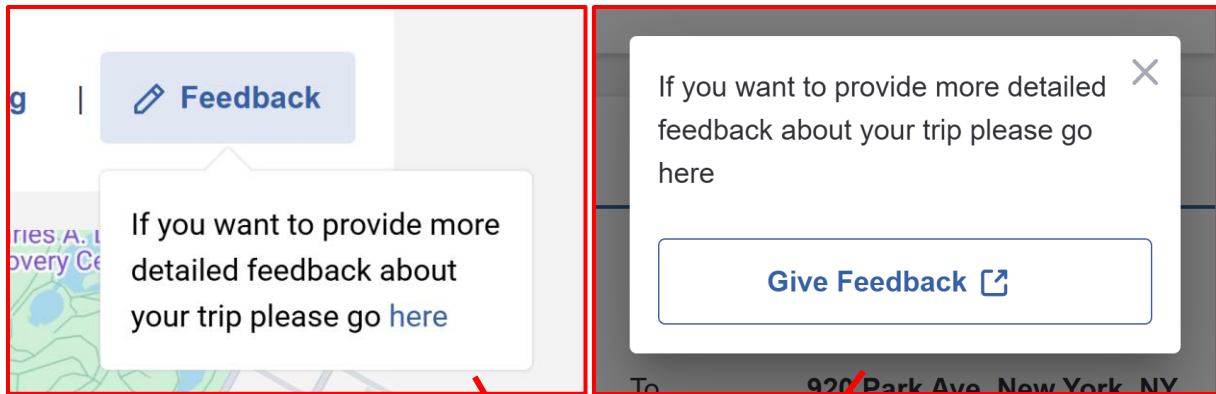 g | Feedback
If you want to provide more
detailed feedback about
your trip please go here
If you want to provide more detailed
feedback about your trip please go
here
Give Feedback
To 920 Park Ave, New York, NY